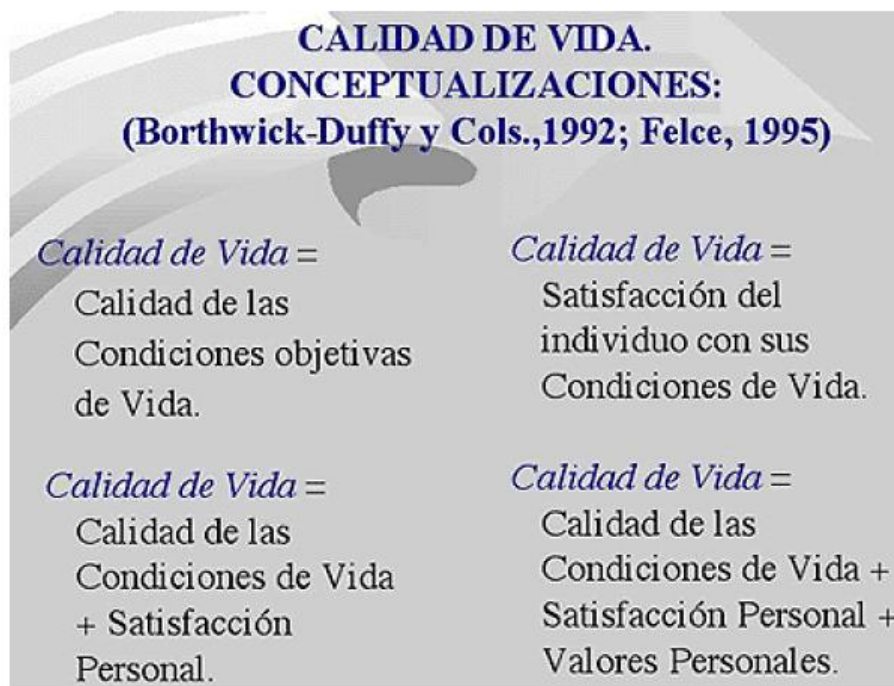 CALIDAD DE VIDA.
CONCEPTUALIZACIONES:
(Borthwick-Duffy y Cols.,1992; Felce, 1995)
Calidad de Vida =
Calidad de las
Condiciones objetivas
de Vida.
Calidad de Vida =
Satisfacción del
individuo con sus
Condiciones de Vida.
Calidad de Vida =
Calidad de las
Condiciones de Vida
+ Satisfacción
Personal.
Calidad de Vida =
Calidad de las
Condiciones de Vida +
Satisfacción Personal +
Valores Personales.